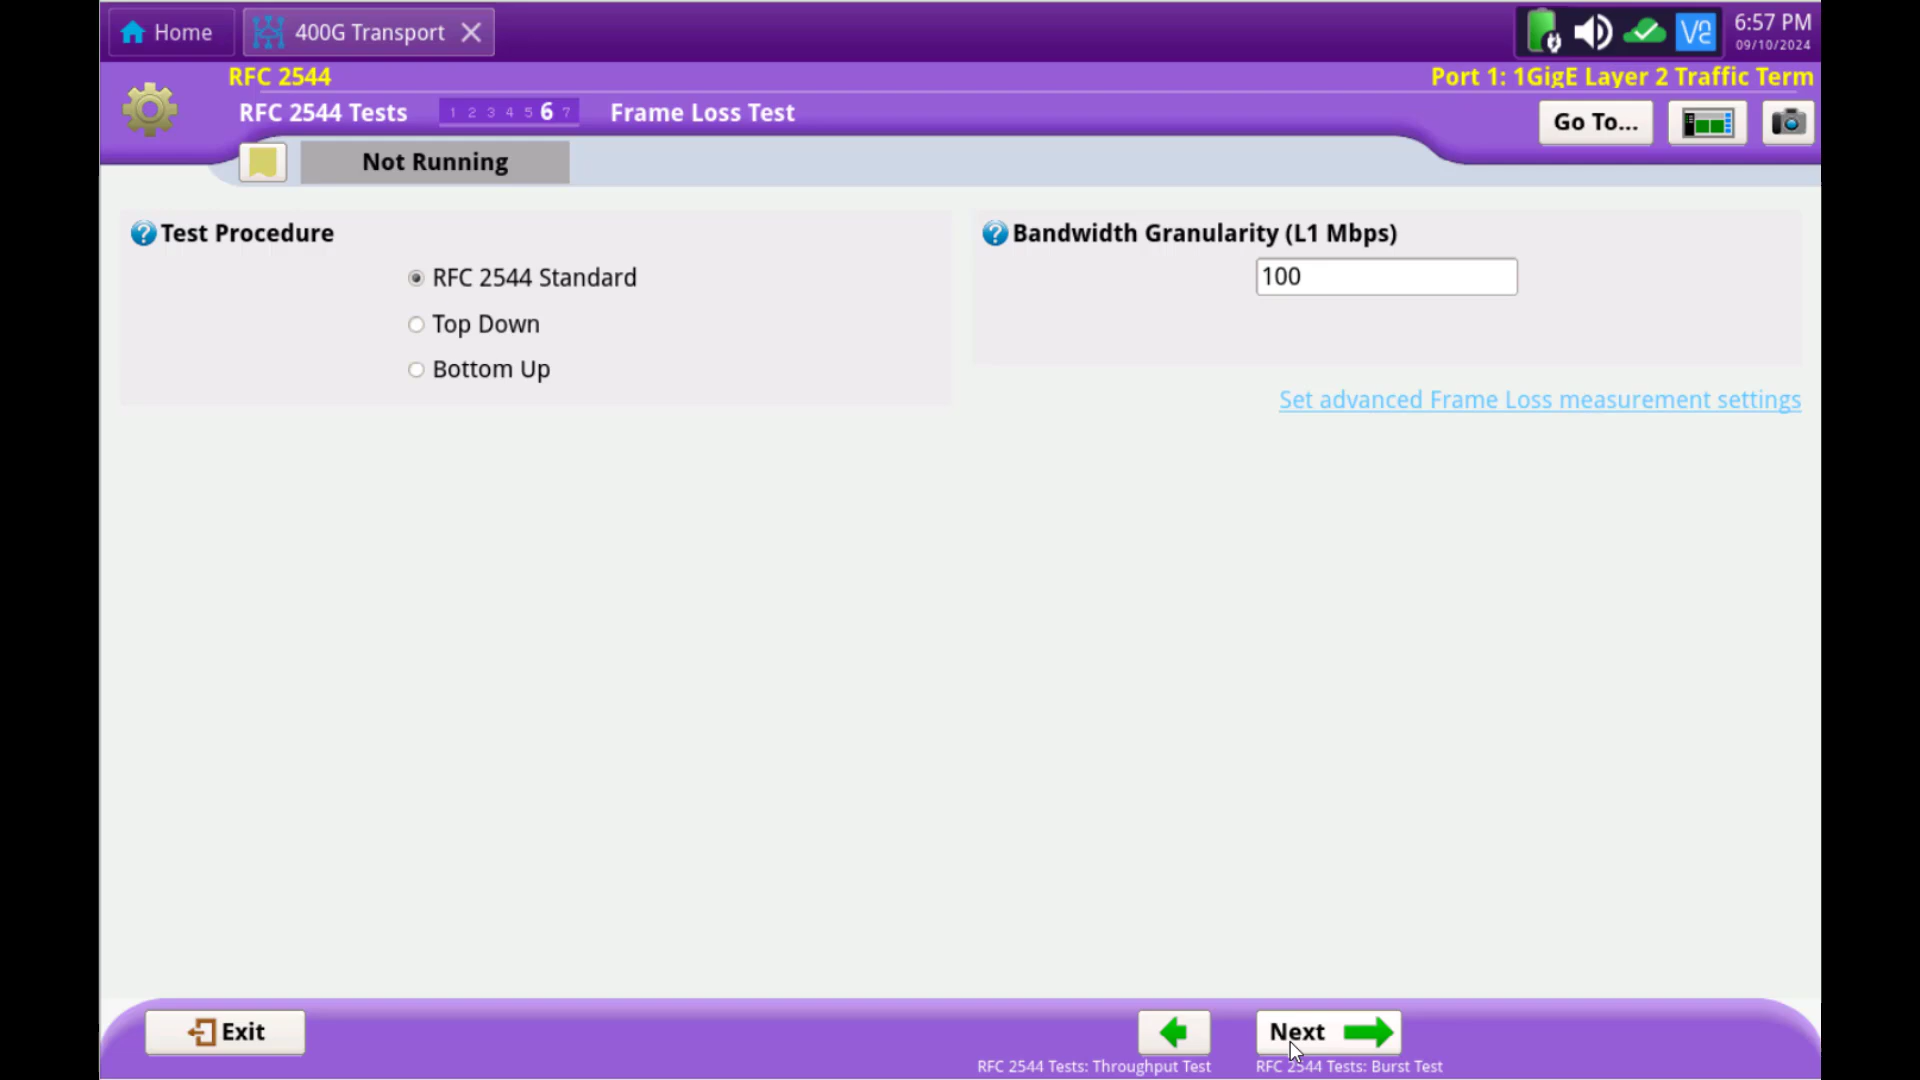 Home
400G Transport
6:57 PM
09/10/2024
RFC 2544
Port 1: 1GigE Layer 2 Traffic Term
RFC 2544 Tests
1 2 3 4 5 6 7
Frame Loss Test
Go To...
Not Running
Test Procedure
RFC 2544 Standard
Top Down
Bottom Up
Bandwidth Granularity (L1 Mbps)
100
Set advanced Frame Loss measurement settings
Exit
Next
RFC 2544 Tests: Throughput Test
RFC 2544 Tests: Burst Test